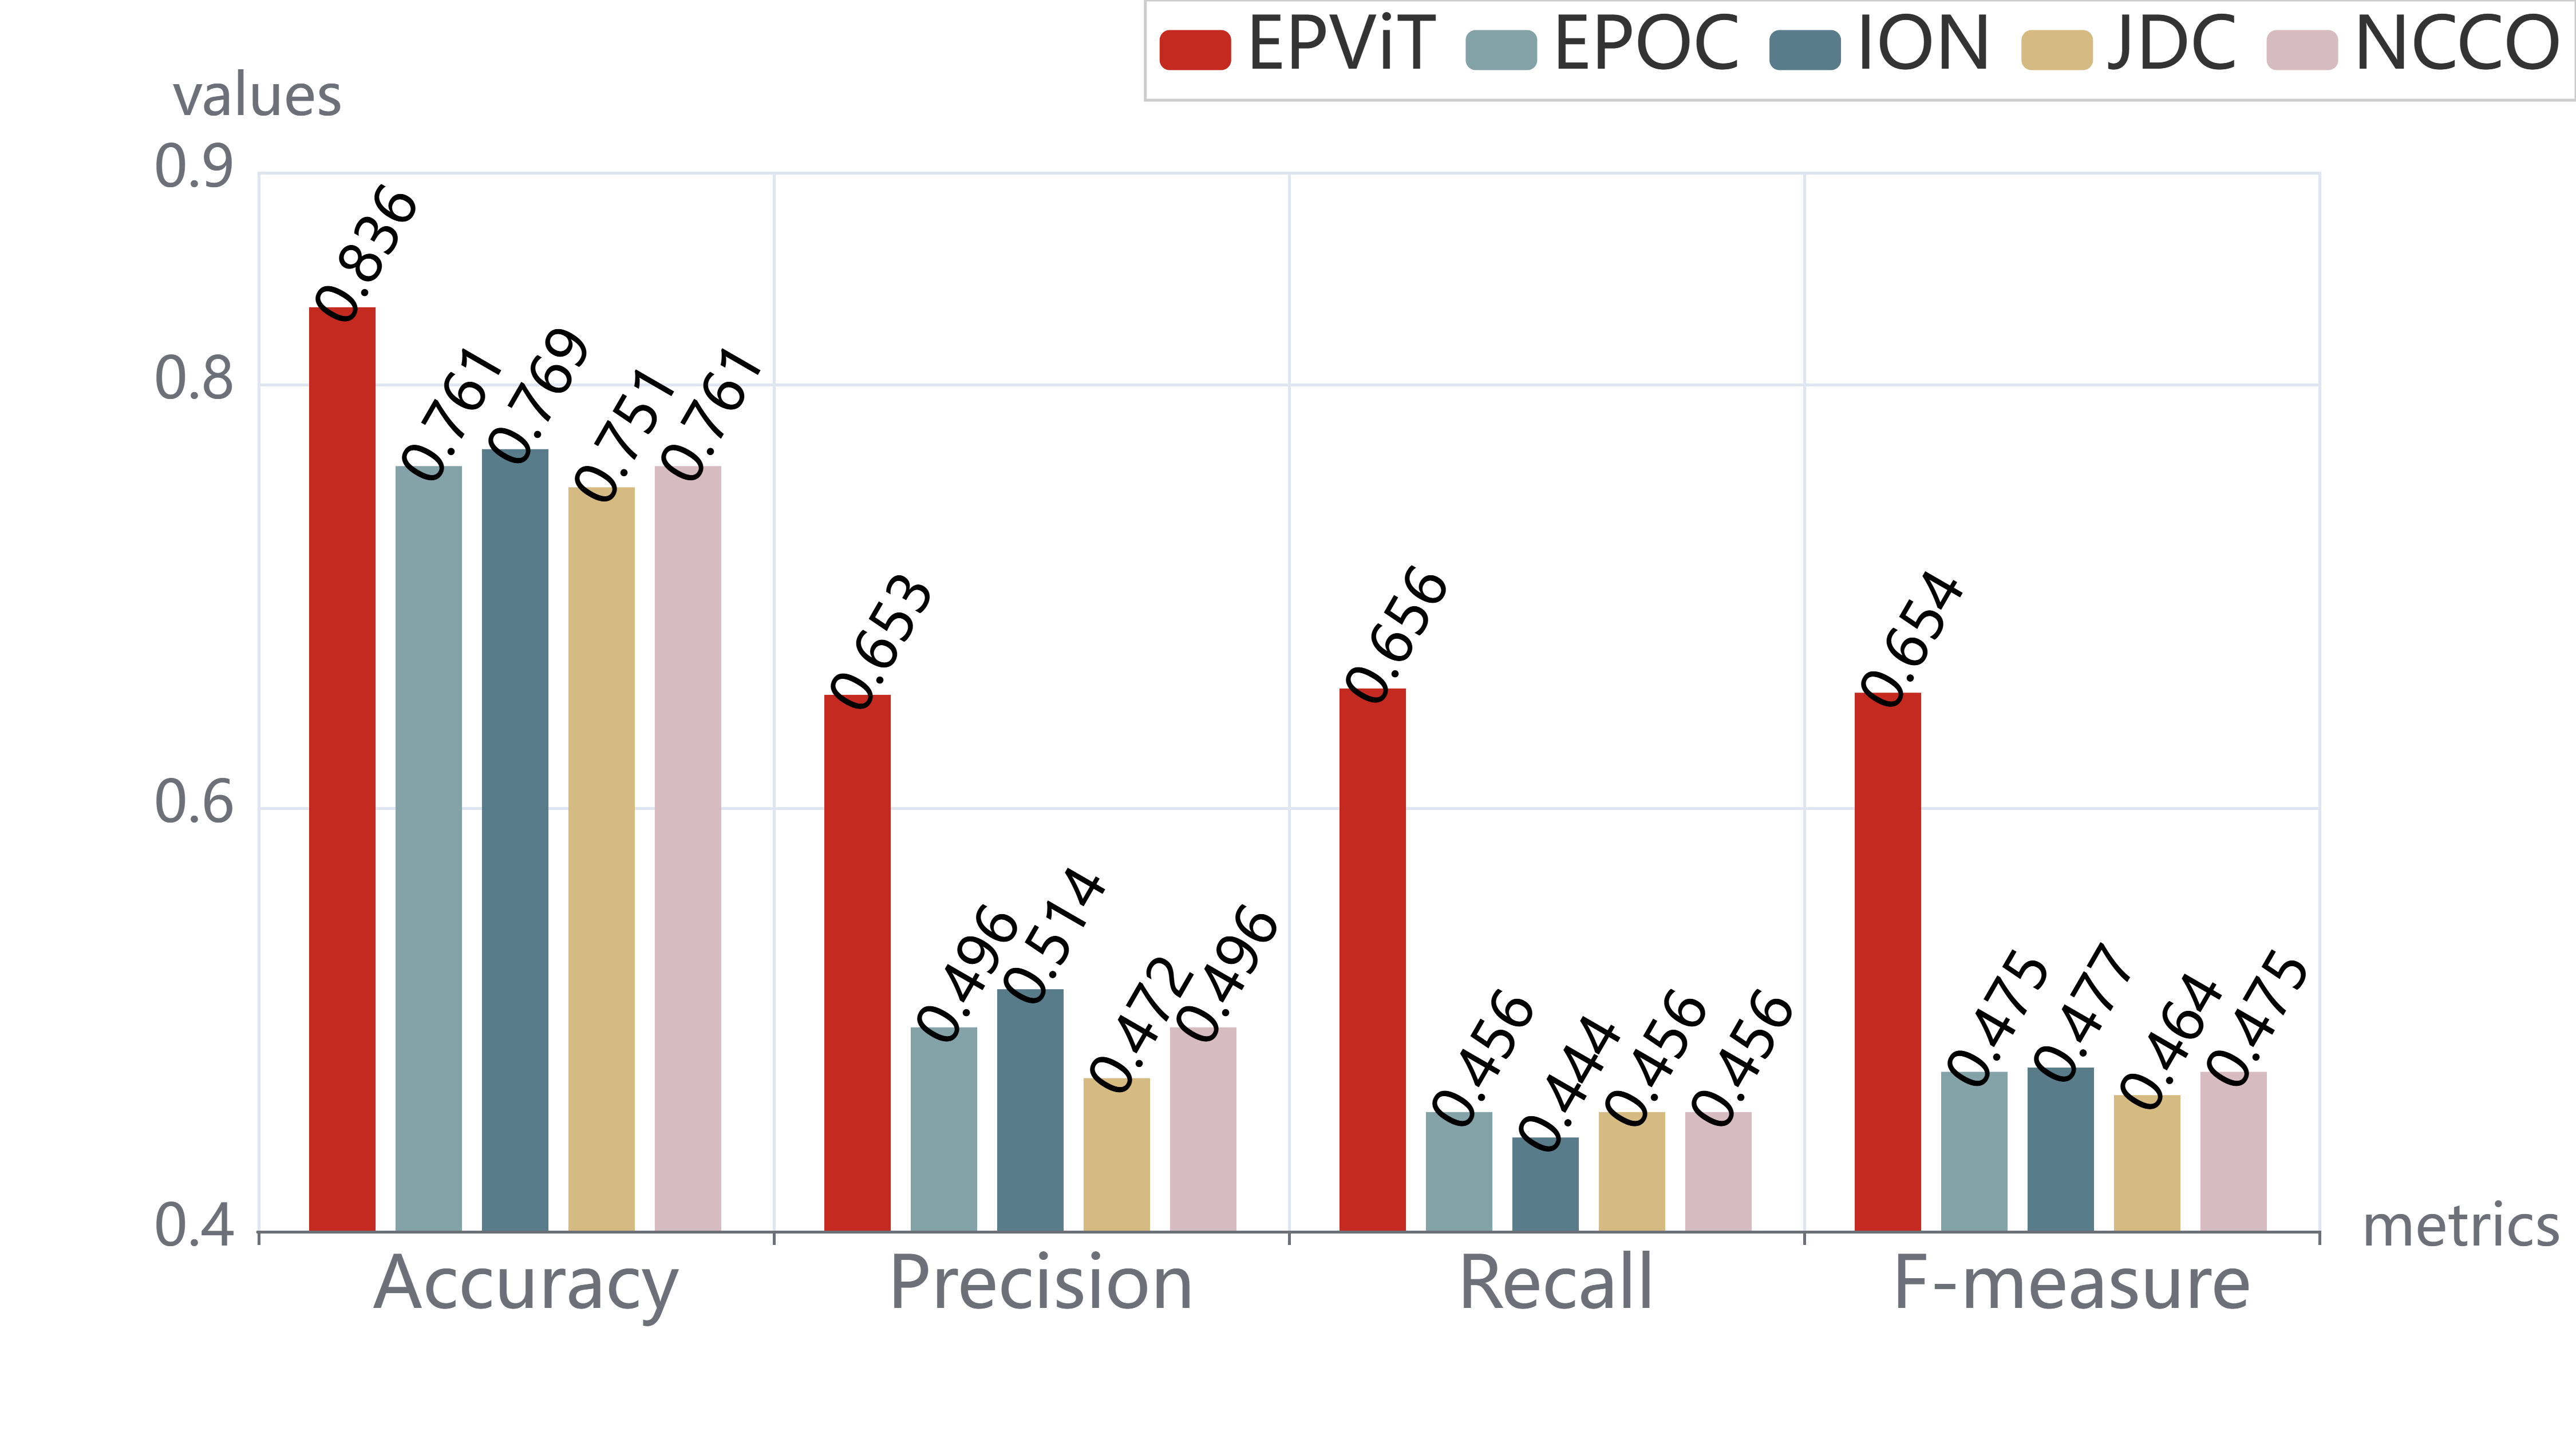 EPViT EPOC ION JDC NCCO
values
0.9
0.8
0.6
0.4
0.836 0.761 0.769 0.751 0.761
0.653 0.496 0.514 0.472 0.496
0.656 0.456 0.444 0.456 0.456
0.654 0.475 0.477 0.464 0.475
metrics
Accuracy Precision Recall F-measure